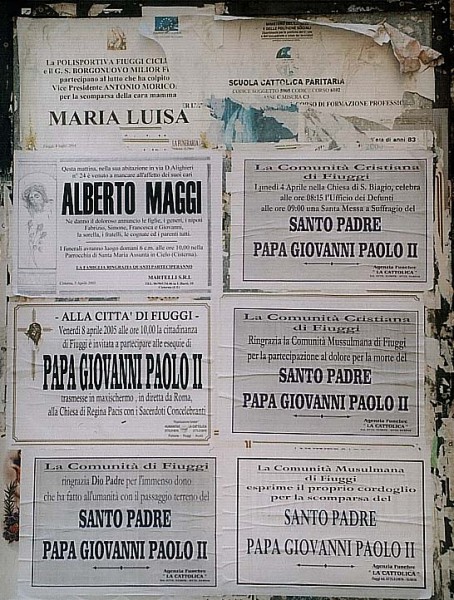 La POLISPORTIVA FIUGGI
e il G.S. BORGONUOVO
partecipano al lutto che ha colpito
Vice Presidente ANTONIO MORICO
per la scomparsa della cara mamma
MARIA LUISA
SCUOLA CATTOLICA PARITARIA
di anni 83
Questa mattina, nella sua abitazione in via D.Alighieri
n° 24 è venuto a mancare all'affetto dei suoi cari
ALBERTO MAGGI
Ne danno il doloroso annuncio le figlie, i generi, i nipoti
Fabrizio, Simone, Francesca e Giovanni,
la sorella, i fratelli, le cognate ed i parenti tutti.
I funerali avranno luogo domani 6 c.m. alle ore 10,00 nella
Parrocchia di Santa Maria Assunta in Cielo (Cisterna).
LA FAMIGLIA RINGRAZIA QUANTI PARTECIPERANNO
MARTELLI S.R.L
La Comunità Cristiana
di Fiuggi
Lunedì 4 Aprile nella Chiesa di S. Biagio, celebra
alle ore 08:15 l'Ufficio dei Defunti
alle ore 09:00 una Santa Messa a Suffragio del
SANTO PADRE
PAPA GIOVANNI PAOLO II
Agenzia Funebre
"LA CATTOLICA"
- ALLA CITTA' DI FIUGGI -
Venerdì 8 aprile 2005 alle ore 10,00 la cittadinanza
di Fiuggi è invitata a partecipare alle esequie di
PAPA GIOVANNI PAOLO II
trasmesse in maxischermo, in diretta da Roma,
alla Chiesa di Regina Pacis con i Sacerdoti Concelebranti
La Comunità Cristiana
di Fiuggi
Ringrazia la Comunità Musulmana di Fiuggi
per la partecipazione al dolore per la morte del
SANTO PADRE
PAPA GIOVANNI PAOLO II
Agenzia Funebre
"LA CATTOLICA"
La Comunità di Fiuggi
ringrazia Dio Padre per l'immenso dono
che ha fatto all'umanità con il passaggio terreno del
SANTO PADRE
PAPA GIOVANNI PAOLO II
Agenzia Funebre
"LA CATTOLICA"
La Comunità Musulmana
di Fiuggi
esprime il proprio cordoglio
per la scomparsa del
SANTO PADRE
PAPA GIOVANNI PAOLO II
Agenzia Funebre
"LA CATTOLICA"